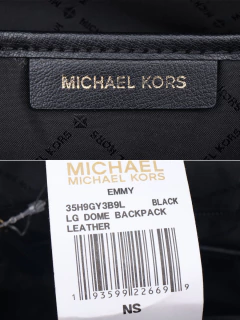 MICHAEL KORS
MICHAEL
MICHAEL KORS
EMMY
35H9GY3B9L BLACK
LG DOME BACKPACK
LEATHER
1 93599 22669 9
NS